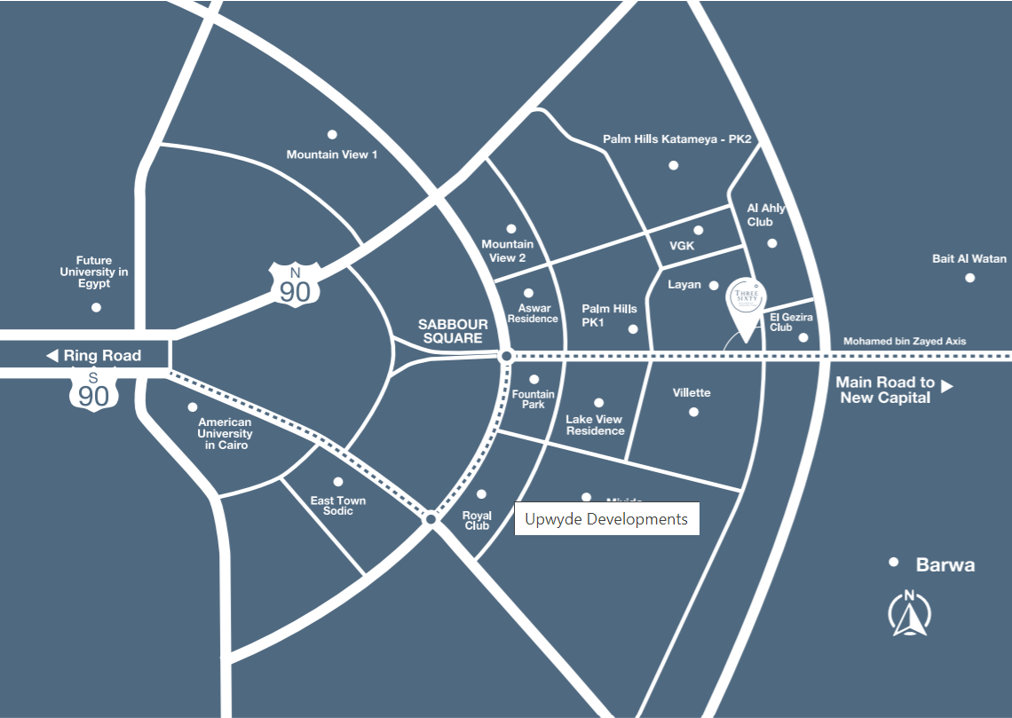 Palm Hills Katameya - PK2
Mountain View 1
Al Ahly
Club
Mountain
View 2
VGK
Future
University in
Egypt
Bait Al Watan
N
90
Layan
THREE
SIXTY
Aswar
Residence
Palm Hills
PK1
El Gezira
Club
SABBOUR
SQUARE
Mohamed bin Zayed Axis
Ring Road
S
90
Main Road to
New Capital
Fountain
Park
Villette
Lake View
Residence
American
University
in Cairo
East Town
Sodic
Royal
Club
Upwyde Developments
Barwa
N